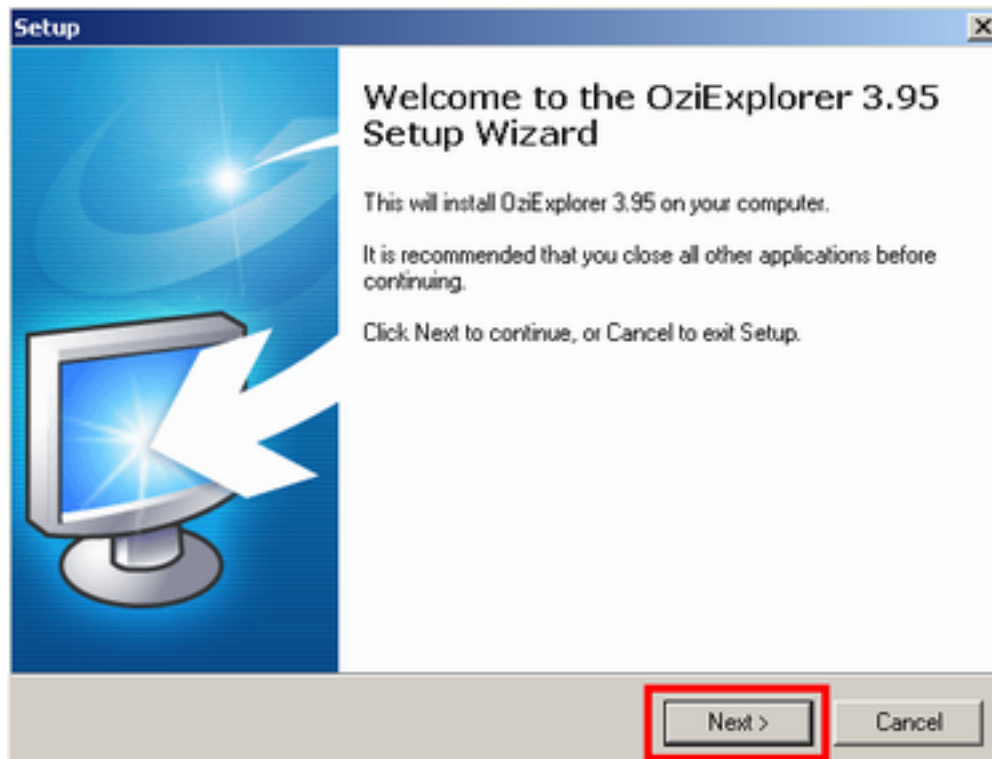 Setup
Welcome to the OziExplorer 3.95
Setup Wizard
This will install OziExplorer 3.95 on your computer.
It is recommended that you close all other applications before
continuing.
Click Next to continue, or Cancel to exit Setup.
Next >
Cancel